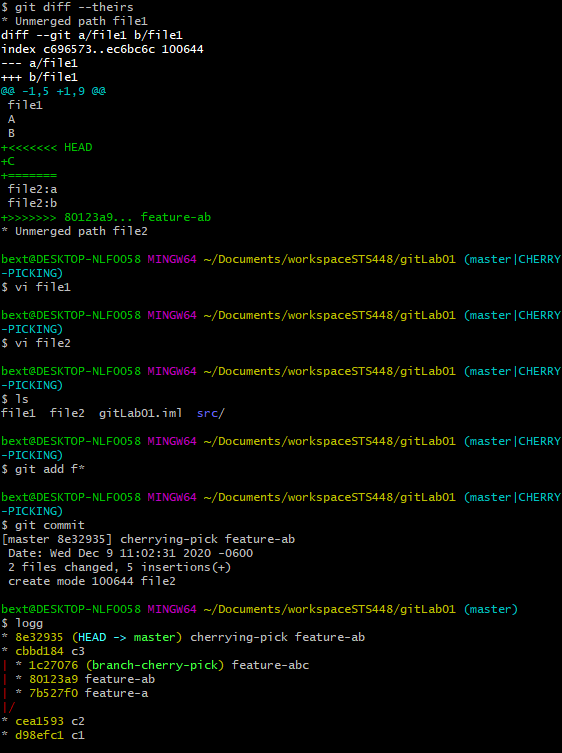 $ git diff --theirs
* Unmerged path file1
diff --git a/file1 b/file1
index c696573..ec6bc6c 100644
--- a/file1
+++ b/file1
@@ -1,5 +1,9 @@
 file1
 A
 B
+<<<<<<< HEAD
+C
+=======
 file2:a
 file2:b
+>>>>>>> 80123a9... feature-ab
* Unmerged path file2
bext@DESKTOP-NLFOO58 MINGW64 ~/Documents/workspaceSTS448/gitLab01 (master|CHERRY
-PICKING)
$ vi file1
bext@DESKTOP-NLFOO58 MINGW64 ~/Documents/workspaceSTS448/gitLab01 (master|CHERRY
-PICKING)
$ vi file2
bext@DESKTOP-NLFOO58 MINGW64 ~/Documents/workspaceSTS448/gitLab01 (master|CHERRY
-PICKING)
$ ls
file1  file2  gitLab01.iml  src/
bext@DESKTOP-NLFOO58 MINGW64 ~/Documents/workspaceSTS448/gitLab01 (master|CHERRY
-PICKING)
$ git add f*
bext@DESKTOP-NLFOO58 MINGW64 ~/Documents/workspaceSTS448/gitLab01 (master|CHERRY
-PICKING)
$ git commit
[master 8e32935] cherrying-pick feature-ab
 Date: Wed Dec 9 11:02:31 2020 -0600
 2 files changed, 5 insertions(+)
 create mode 100644 file2
bext@DESKTOP-NLFOO58 MINGW64 ~/Documents/workspaceSTS448/gitLab01 (master)
$ logg
* 8e32935 (HEAD -> master) cherrying-pick feature-ab
* cbbd184 c3
| * 1c27076 (branch-cherry-pick) feature-abc
| * 80123a9 feature-ab
| * 7b527f0 feature-a
|/
* cea1593 c2
* d98efc1 c1